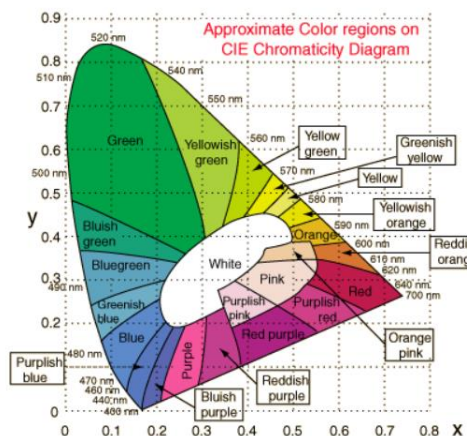 Approximate Color regions on
CIE Chromaticity Diagram
0.9
0.8
0.7
0.6
0.5
0.4
0.3
0.2
0.1
0
y
0.0
0.1
0.2
0.3
0.4
0.5
0.6
0.7
0.8
x
520 nm
510 nm
540 nm
550 nm
560 nm
570 nm
580 nm
590 nm
600 nm
610 nm
620 nm
640 nm
700 nm
500 nm
490 nm
480 nm
470 nm
460 nm
440 nm
Green
Yellowish
green
Yellow
green
Greenish
yellow
Yellow
Yellowish
orange
Orange
orange
Bluish
green
Bluegreen
Greenish
blue
Blue
White
Pink
Purplish
pink
Purplish
red
Red
Red purple
Purple
Orange
pink
Reddish
purple
Bluish
purple
Purplish
blue